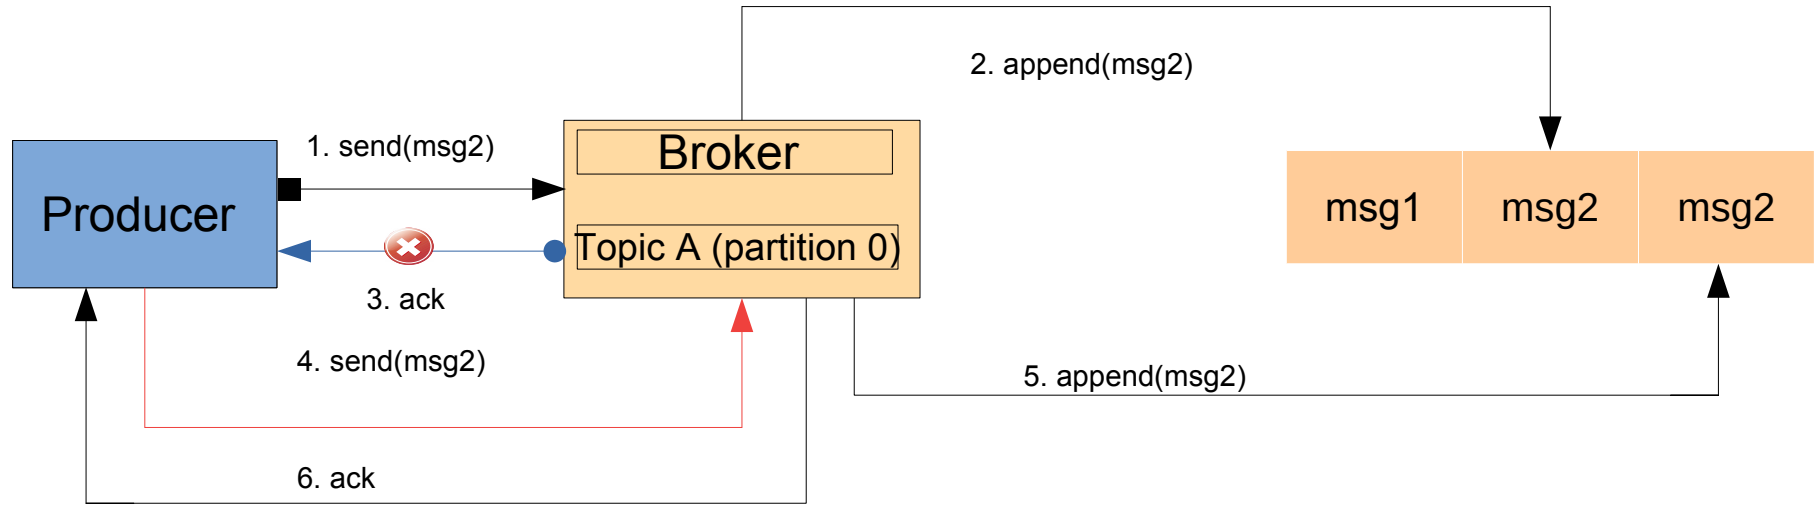 2. append(msg2)
1. send(msg2)
Broker
Producer
msg1
msg2
msg2
Topic A (partition 0)
3. ack
4. send(msg2)
5. append(msg2)
6. ack